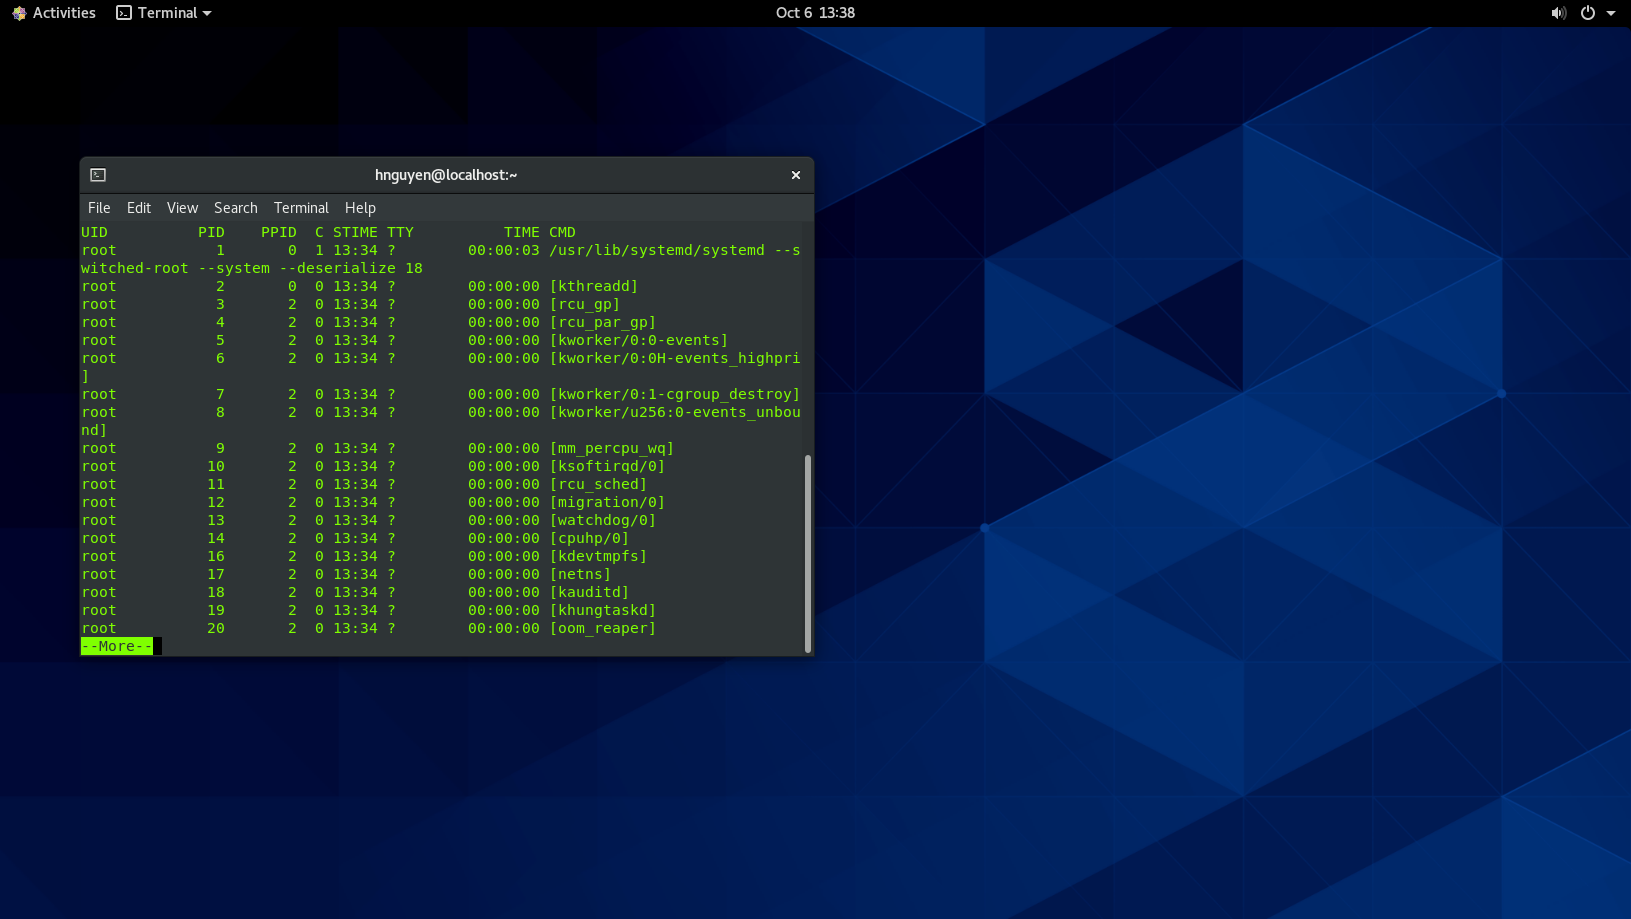 Activities Terminal Oct 6 13:38
hnguyen@localhost:~
File Edit View Search Terminal Help
UID          PID    PPID  C STIME TTY          TIME CMD
root           1       0  1 13:34 ?        00:00:03 /usr/lib/systemd/systemd --s
witched-root --system --deserialize 18
root           2       0  0 13:34 ?        00:00:00 [kthreadd]
root           3       2  0 13:34 ?        00:00:00 [rcu_gp]
root           4       2  0 13:34 ?        00:00:00 [rcu_par_gp]
root           5       2  0 13:34 ?        00:00:00 [kworker/0:0-events]
root           6       2  0 13:34 ?        00:00:00 [kworker/0:0H-events_highpri
]
root           7       2  0 13:34 ?        00:00:00 [kworker/0:1-cgroup_destroy]
root           8       2  0 13:34 ?        00:00:00 [kworker/u256:0-events_unbou
nd]
root           9       2  0 13:34 ?        00:00:00 [mm_percpu_wq]
root          10       2  0 13:34 ?        00:00:00 [ksoftirqd/0]
root          11       2  0 13:34 ?        00:00:00 [rcu_sched]
root          12       2  0 13:34 ?        00:00:00 [migration/0]
root          13       2  0 13:34 ?        00:00:00 [watchdog/0]
root          14       2  0 13:34 ?        00:00:00 [cpuhp/0]
root          16       2  0 13:34 ?        00:00:00 [kdevtmpfs]
root          17       2  0 13:34 ?        00:00:00 [netns]
root          18       2  0 13:34 ?        00:00:00 [kauditd]
root          19       2  0 13:34 ?        00:00:00 [khungtaskd]
root          20       2  0 13:34 ?        00:00:00 [oom_reaper]
--More--